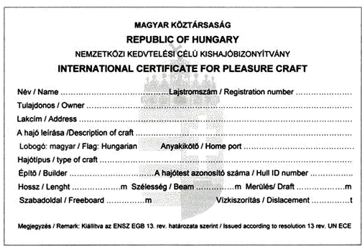 MAGYAR KÖZTÁRSASÁG
REPUBLIC OF HUNGARY
NEMZETKÖZI KEDVTELÉSI CÉLÚ KISHAJÓBIZONYÍTVÁNY
INTERNATIONAL CERTIFICATE FOR PLEASURE CRAFT
Név / Name .......................... Lajstromszám / Registration number ....................
Tulajdonos / Owner ..........................................................................
Lakcím / Address ..........................................................................
A hajó leírása /Description of craft ..........................................................
Lobogó: magyar / Flag: Hungarian Anyakikötő / Home port ..............................
Hajótípus / type of craft ..................................................................
Építő / Builder .............................. A hajótest azonosító száma / Hull ID number ..................
Hossz / Lenght ....................m Szélesség / Beam ..................m Merülés/ Draft ..................m
Szabadoldal / Freeboard ..................m Vízkiszorítás / Dislacement ..................t
Megjegyzés / Remark: Kiállítva az ENSZ EGB 13. rev. határozata szerint / Issued according to resolution 13 rev. UN ECE